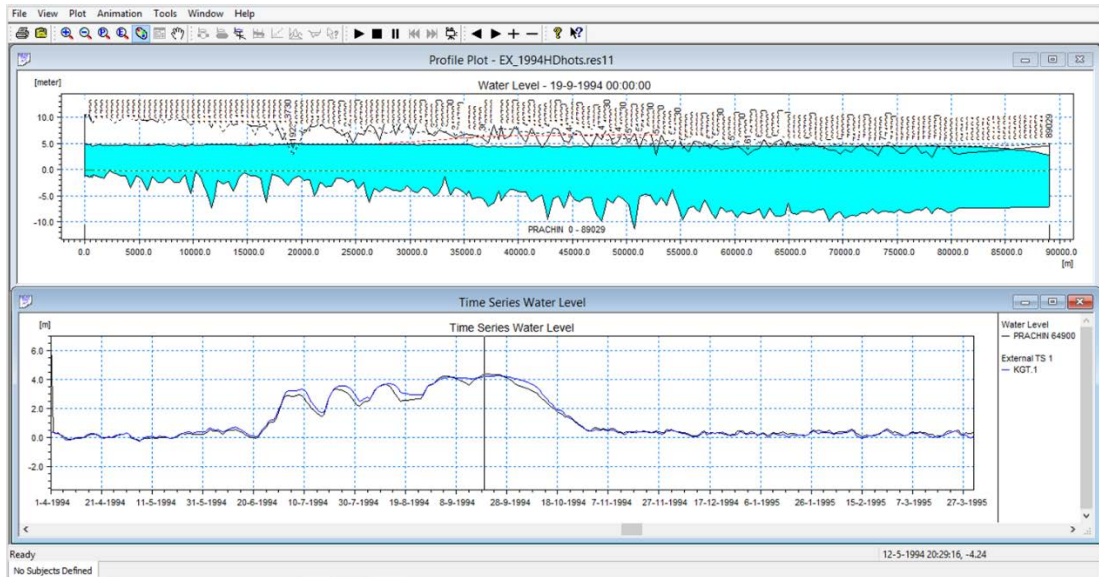 File View Plot Animation Tools Window Help
Profile Plot - EX_1994HDhots.res11
[meter]
Water Level - 19-9-1994 00:00:00
10.0
5.0
0.0
-5.0
-10.0
89029
PRACHIN 0 - 89029
0.0 5000.0 10000.0 15000.0 20000.0 25000.0 30000.0 35000.0 40000.0 45000.0 50000.0 55000.0 60000.0 65000.0 70000.0 75000.0 80000.0 85000.0 90000.0
[m]
Time Series Water Level
[m]
Time Series Water Level
6.0
4.0
2.0
0.0
-2.0
1-4-1994 21-4-1994 11-5-1994 31-5-1994 20-6-1994 10-7-1994 30-7-1994 19-8-1994 8-9-1994 28-9-1994 18-10-1994 7-11-1994 27-11-1994 17-12-1994 6-1-1995 26-1-1995 15-2-1995 7-3-1995 27-3-1995
Water Level
PRACHIN 64900
External TS 1
KGT.1
Ready
12-5-1994 20:29:16, -4.24
No Subjects Defined